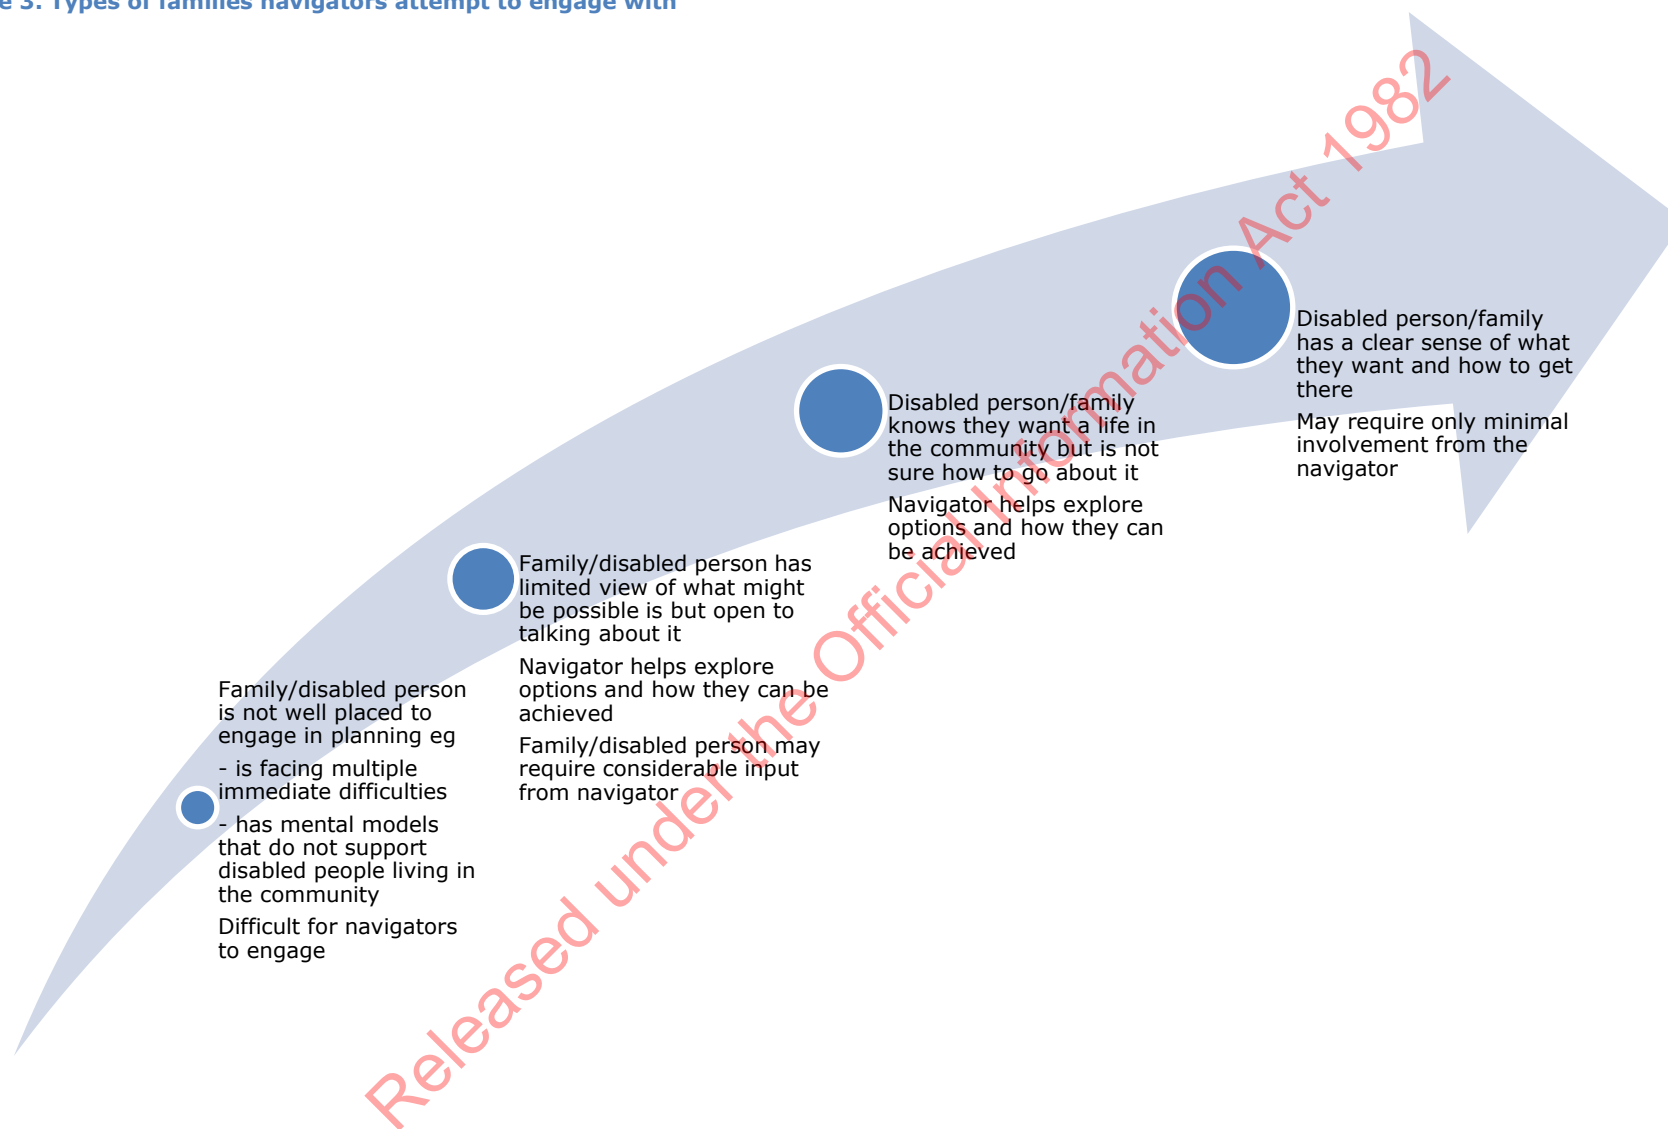 e 3. Types of families navigators attempt to engage with
Family/disabled person
is not well placed to
engage in planning eg
- is facing multiple
immediate difficulties
- has mental models
that do not support
disabled people living in
the community
Difficult for navigators
to engage
Family/disabled person has
limited view of what might
be possible is but open to
talking about it
Navigator helps explore
options and how they can be
achieved
Family/disabled person may
require considerable input
from navigator
Disabled person/family
knows they want a life in
the community but is not
sure how to go about it
Navigator helps explore
options and how they can
be achieved
Disabled person/family
has a clear sense of what
they want and how to get
there
May require only minimal
involvement from the
navigator
Released under the Official Information Act 1982